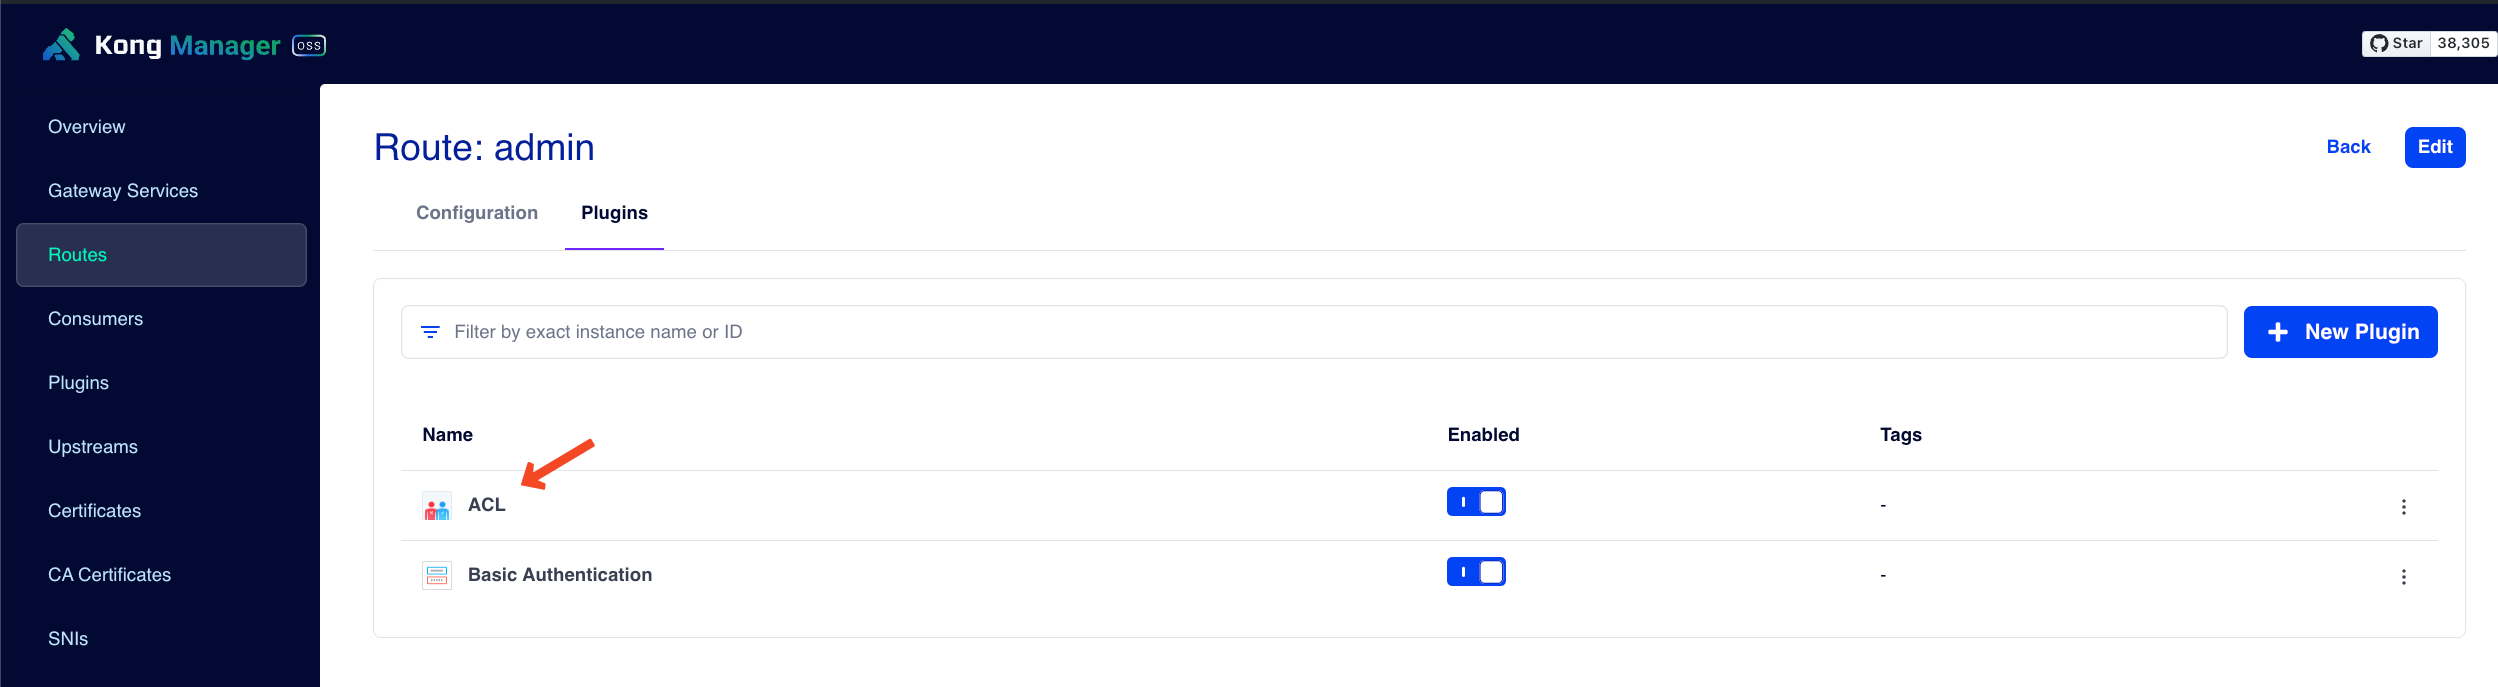 Kong Manager OSS
Star 38,305
Overview
Gateway Services
Routes
Consumers
Plugins
Upstreams
Certificates
CA Certificates
SNIs
Route: admin
Back Edit
Configuration Plugins
Filter by exact instance name or ID
New Plugin
Name Enabled Tags
ACL -
Basic Authentication -